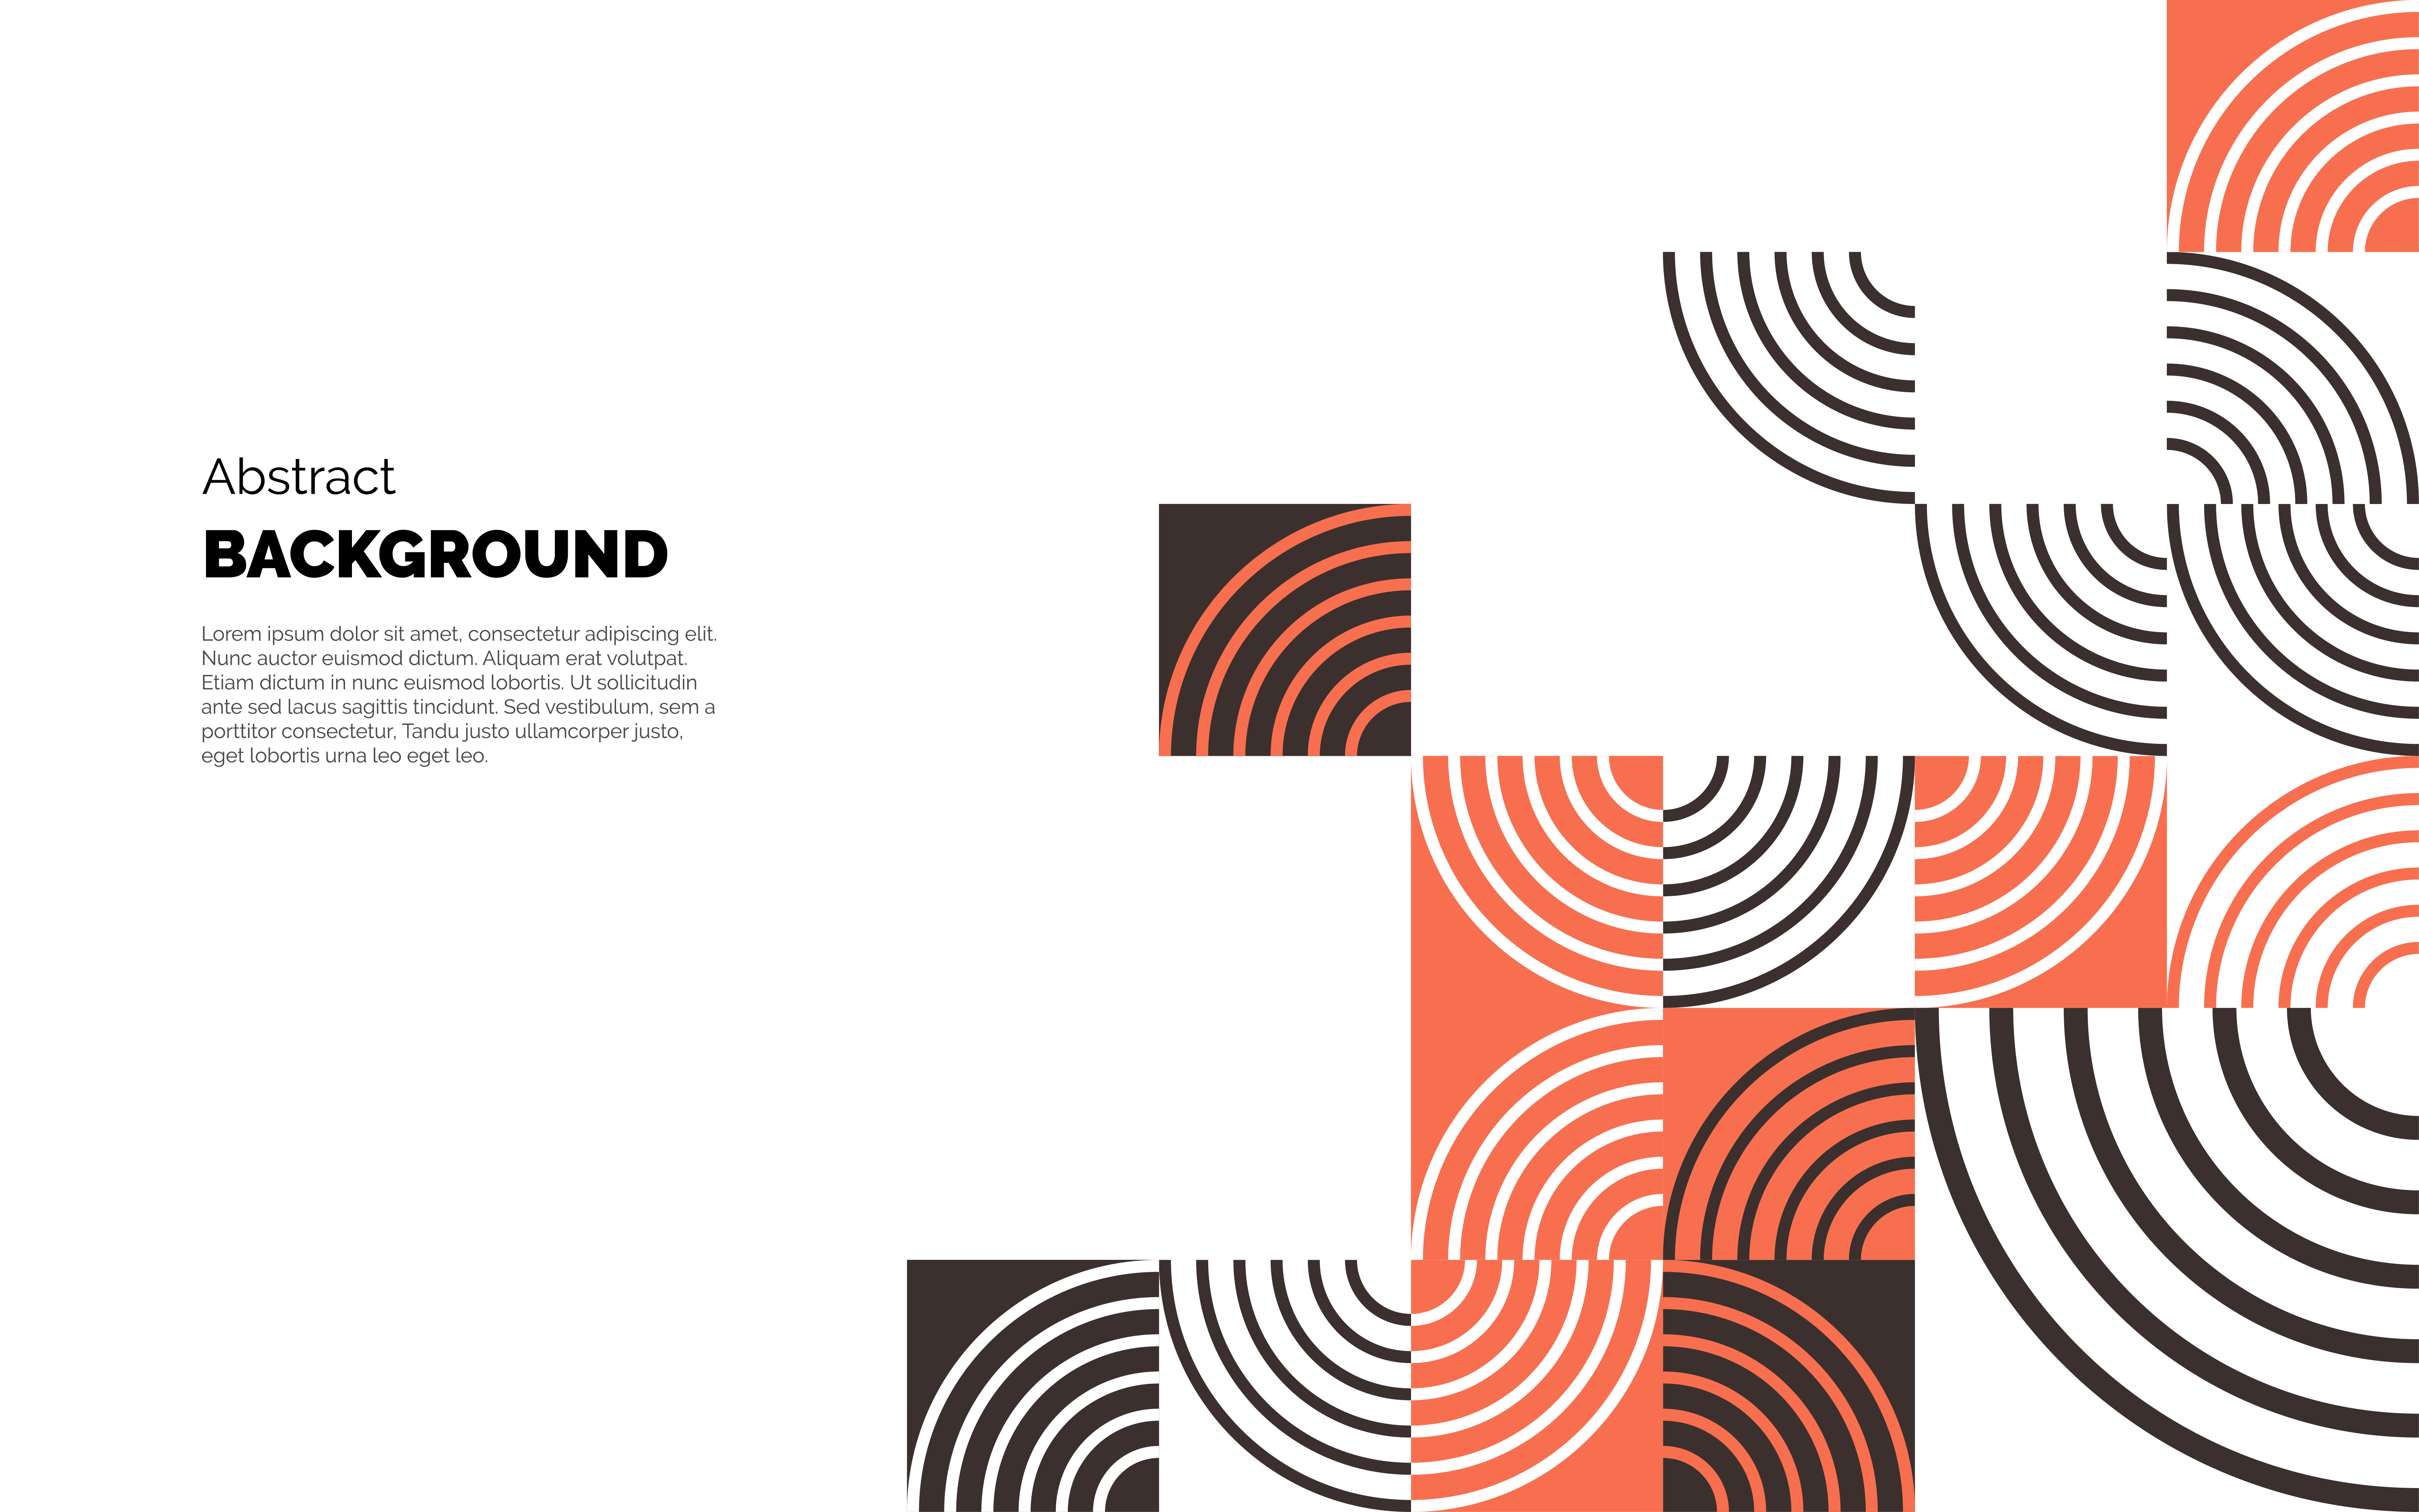 Abstract
BACKGROUND
Lorem ipsum dolor sit amet, consectetur adipiscing elit.
Nunc auctor euismod dictum. Aliquam erat volutpat.
Etiam dictum in nunc euismod lobortis. Ut sollicitudin
ante sed lacus sagittis tincidunt. Sed vestibulum, sem a
porttitor consectetur, Tandu justo ullamcorper justo,
eget lobortis urna leo eget leo.